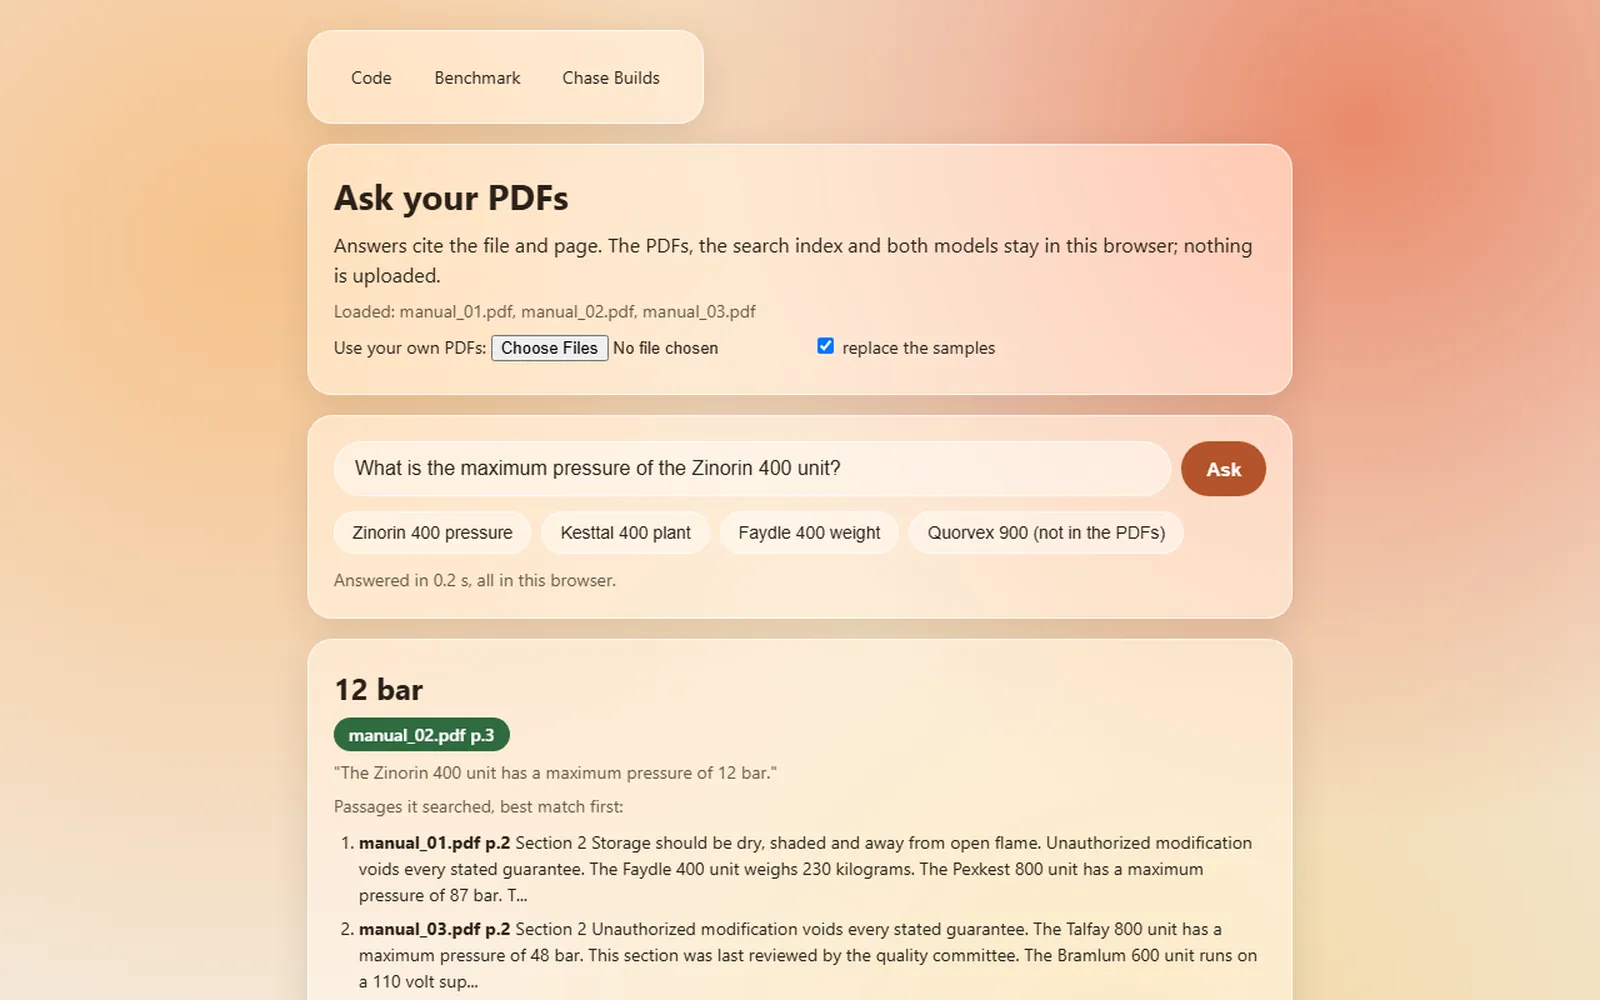 Code Benchmark Chase Builds
Ask your PDFs
Answers cite the file and page. The PDFs, the search index and both models stay in this browser; nothing
is uploaded.
Loaded: manual_01.pdf, manual_02.pdf, manual_03.pdf
Use your own PDFs: Choose Files No file chosen replace the samples
What is the maximum pressure of the Zinorin 400 unit? Ask
Zinorin 400 pressure Kesttal 400 plant Faydle 400 weight Quorvex 900 (not in the PDFs)
Answered in 0.2 s, all in this browser.
12 bar
manual_02.pdf p.3
"The Zinorin 400 unit has a maximum pressure of 12 bar."
Passages it searched, best match first:
1. manual_01.pdf p.2 Section 2 Storage should be dry, shaded and away from open flame. Unauthorized modification
voids every stated guarantee. The Faydle 400 unit weighs 230 kilograms. The Pexkest 800 unit has a maximum
pressure of 87 bar. T...
2. manual_03.pdf p.2 Section 2 Unauthorized modification voids every stated guarantee. The Talfay 800 unit has a
maximum pressure of 48 bar. This section was last reviewed by the quality committee. The Bramlum 600 unit runs on
a 110 volt sup...